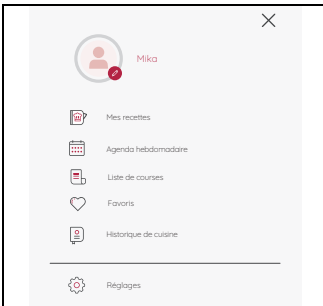 Mika
Mes recettes
Agenda hebdomadaire
Liste de courses
Favoris
Historique de cuisine
Réglages